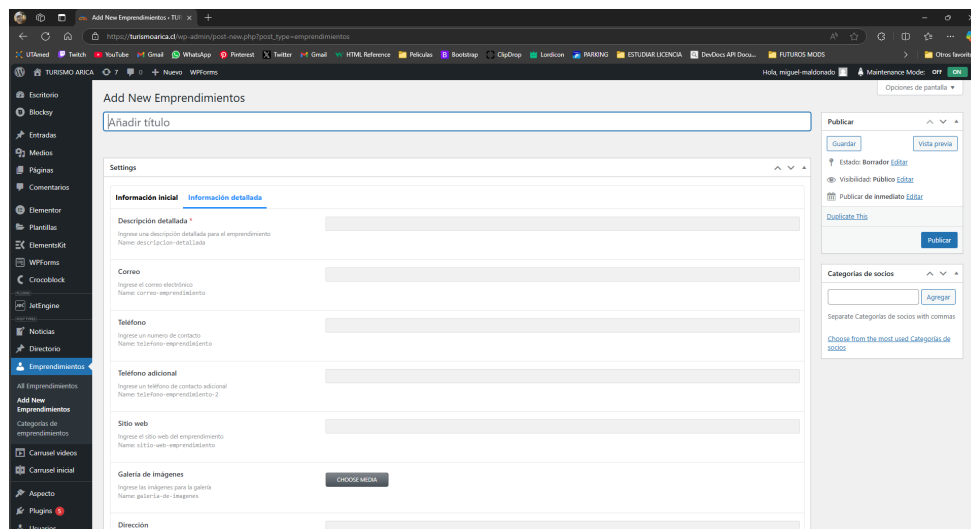 Add New Emprendimientos ‹ TUR
https://turismoarica.cl/wp-admin/post-new.php?post_type=emprendimientos
UTAmed Twitch YouTube Gmail WhatsApp Pinterest Twitter Gmail HTML Reference Peliculas Bootstrap ClipDrop Lordicon PARKING ESTUDIAR LICENCIA DevDocs API Docu... FUTUROS MODS Otros favorit
TURISMO ARICA 7 0 + Nuevo WPForms Hola, miguel-maldonado Maintenance Mode: OFF ON
Escritorio
Blocksy
Entradas
Medios
Páginas
Comentarios
Elementor
Plantillas
ElementsKit
WPForms
Crocoblock
JetEngine
Noticias
Directorio
Emprendimientos
All Emprendimientos
Add New
Emprendimientos
Categorías de
emprendimientos
Carrusel videos
Carrusel inicial
Aspecto
Plugins 5
Usuarios
Opciones de pantalla
Add New Emprendimientos
Añadir título
Settings
Información inicial Información detallada
Descripción detallada *
Ingrese una descripción detallada para el emprendimiento
Name: descripcion-detallada
Correo
Ingrese el correo electrónico
Name: correo-emprendimiento
Teléfono
Ingrese un numero de contacto
Name: telefono-emprendimiento
Teléfono adicional
Ingrese un teléfono de contacto adicional
Name: telefono-emprendimiento-2
Sitio web
Ingrese el sitio web del emprendimiento
Name: sitio-web-emprendimiento
Galería de imágenes
Ingrese las imágenes para la galería
Name: galeria-de-imagenes
CHOOSE MEDIA
Dirección
Publicar
Guardar Vista previa
Estado: Borrador Editar
Visibilidad: Público Editar
Publicar de inmediato Editar
Duplicate This
Publicar
Categorias de socios
Agregar
Separate Categorias de socios with commas
Choose from the most used Categorias de
socios